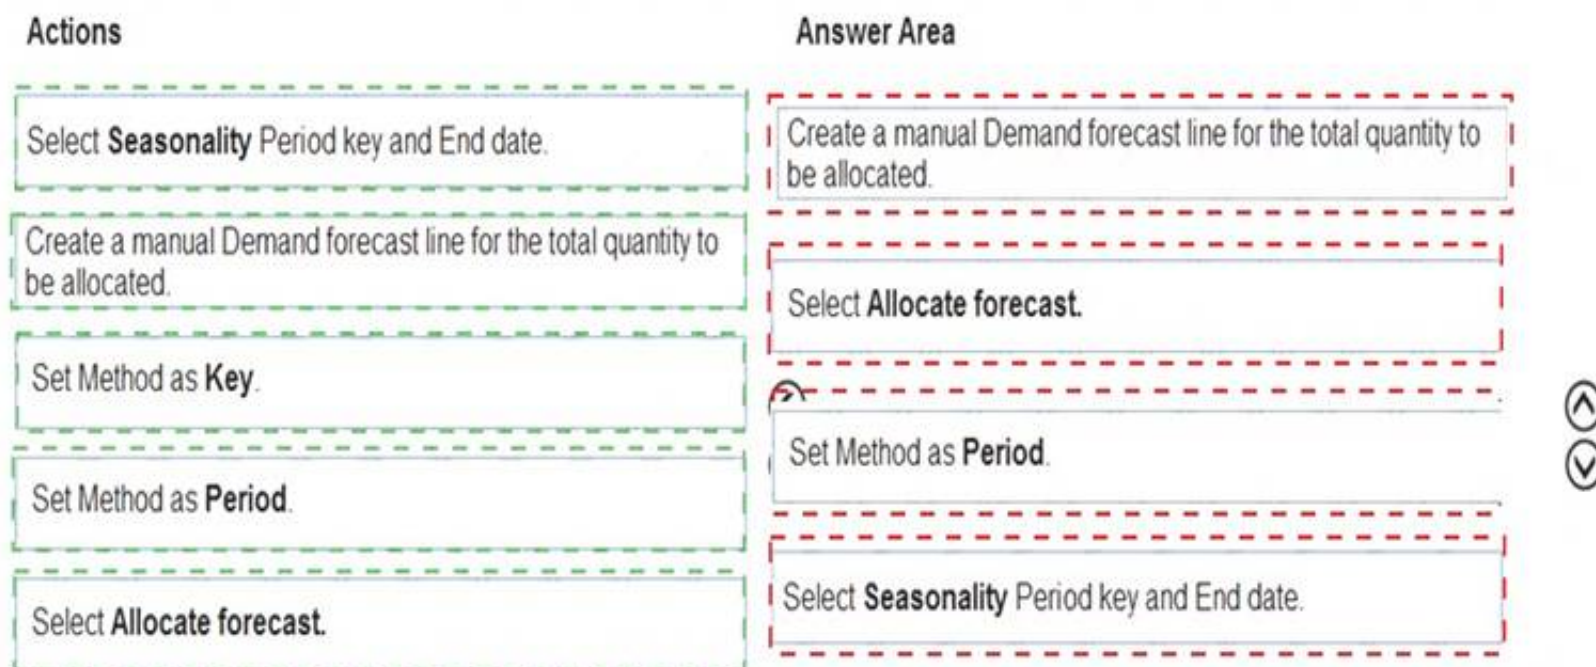 Actions
Select Seasonality Period key and End date.
Create a manual Demand forecast line for the total quantity to
be allocated.
Set Method as Key.
Set Method as Period.
Select Allocate forecast.
Answer Area
Create a manual Demand forecast line for the total quantity to
be allocated.
Select Allocate forecast.
Set Method as Period.
Select Seasonality Period key and End date.